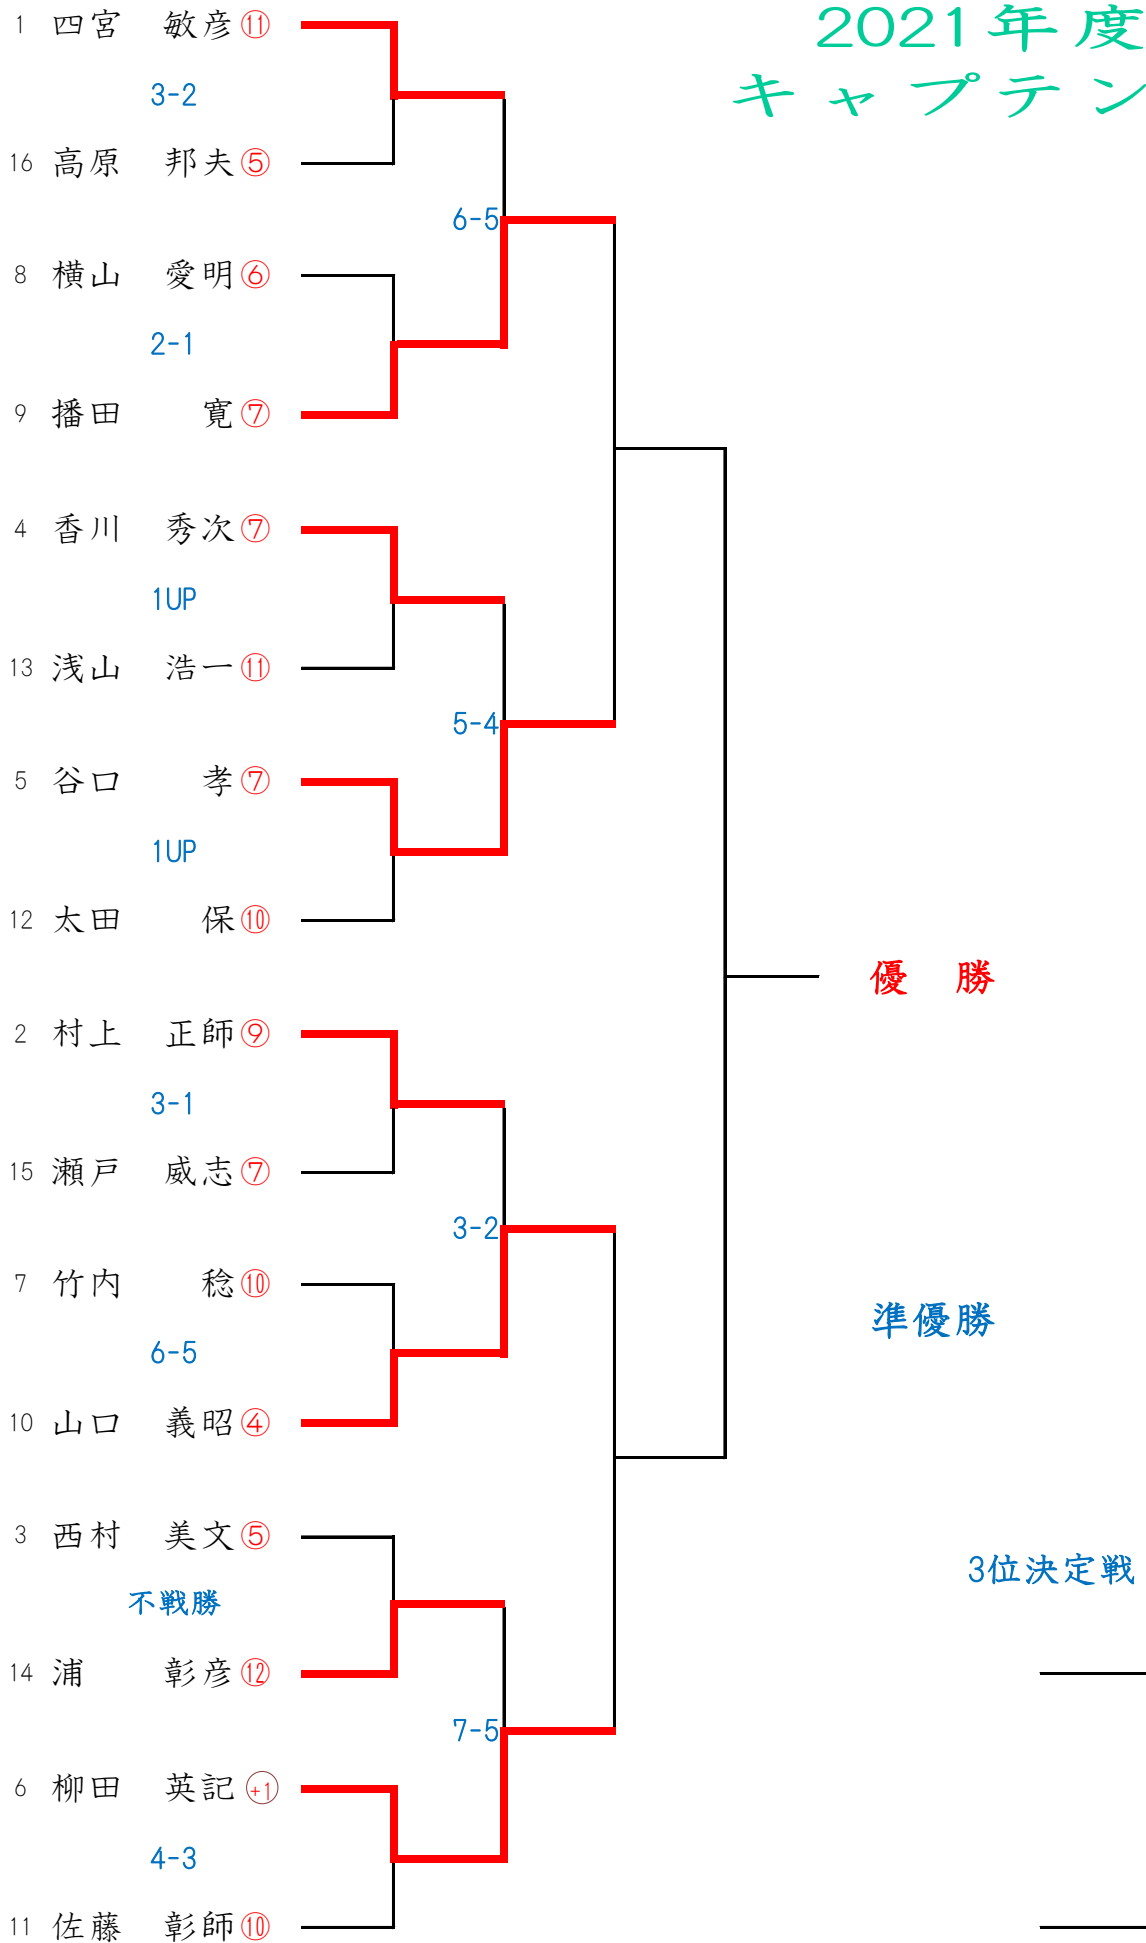 2021年度
キャプテン
1 四宮 敏彦⑪
3-2
16 高原 邦夫⑤
6-5
8 横山 愛明⑥
2-1
9 播田 寛⑦
4 香川 秀次⑦
1UP
13 浅山 浩一⑪
5-4
5 谷口 孝⑦
1UP
12 太田 保⑩
優 勝
2 村上 正師⑨
3-1
15 瀬戸 威志⑦
3-2
7 竹内 稔⑩
準優勝
6-5
10 山口 義昭④
3 西村 美文⑤
3位決定戦
不戦勝
14 浦 彰彦⑫
7-5
6 柳田 英記+1
4-3
11 佐藤 彰師⑩